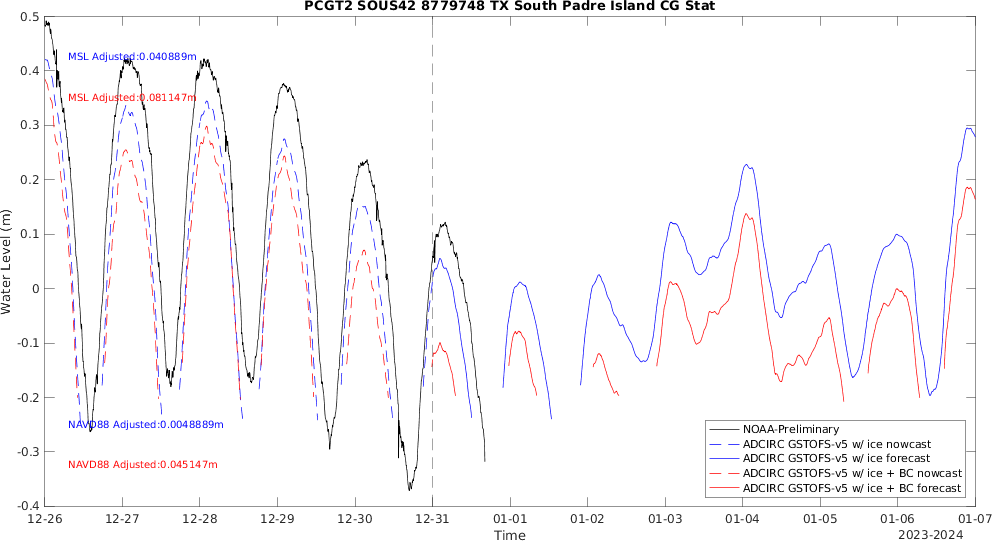 PCGT2 SOUS42 8779748 TX South Padre Island CG Stat
Water Level (m)
0.5
0.4
0.3
0.2
0.1
0
-0.1
-0.2
-0.3
-0.4
MSL Adjusted:0.040889m
MSL Adjusted:0.081147m
NAVD88 Adjusted:0.0048889m
NAVD88 Adjusted:0.045147m
NOAA-Preliminary
ADCIRC GSTOFS-v5 w/ ice nowcast
ADCIRC GSTOFS-v5 w/ ice forecast
ADCIRC GSTOFS-v5 w/ ice + BC nowcast
ADCIRC GSTOFS-v5 w/ ice + BC forecast
12-26 12-27 12-28 12-29 12-30 12-31 01-01 01-02 01-03 01-04 01-05 01-06 01-07
Time
2023-2024